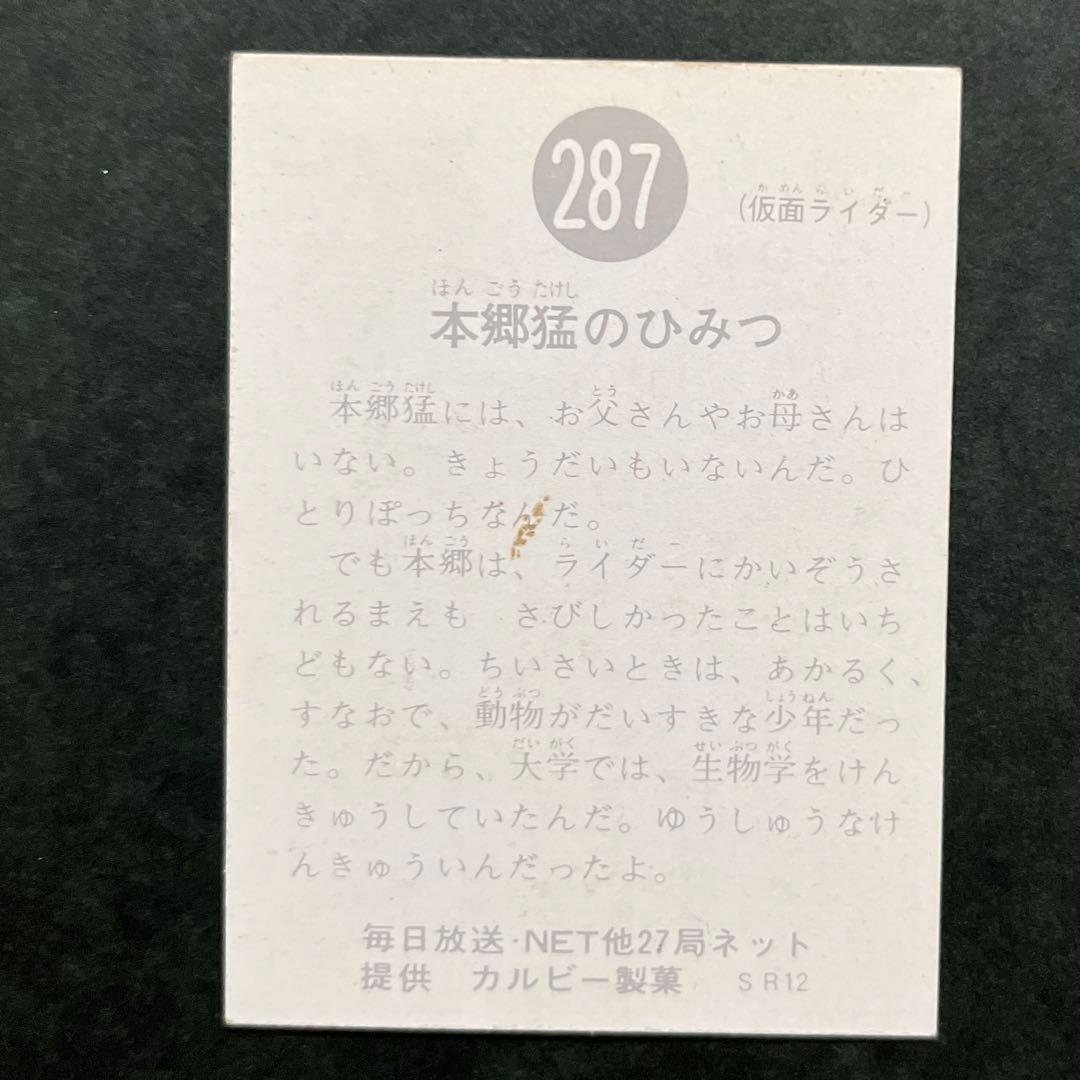 287
(仮面ライダー)
本郷猛のひみつ
本郷猛には、お父さんやお母さんは
いない。きょうだいもいないんだ。ひ
とりぼっちなんだ。
でも本郷は、ライダーにかいぞうさ
れるまえも　さびしかったことはいち
どもない。ちいさいときは、あかるく、
すなおで、動物がだいすきな少年だっ
た。だから、大学では、生物学をけん
きゅうしていたんだ。ゆうしゅうなけ
んきゅういんだったよ。
毎日放送・NET他27局ネット
提供　カルビー製菓　SR12